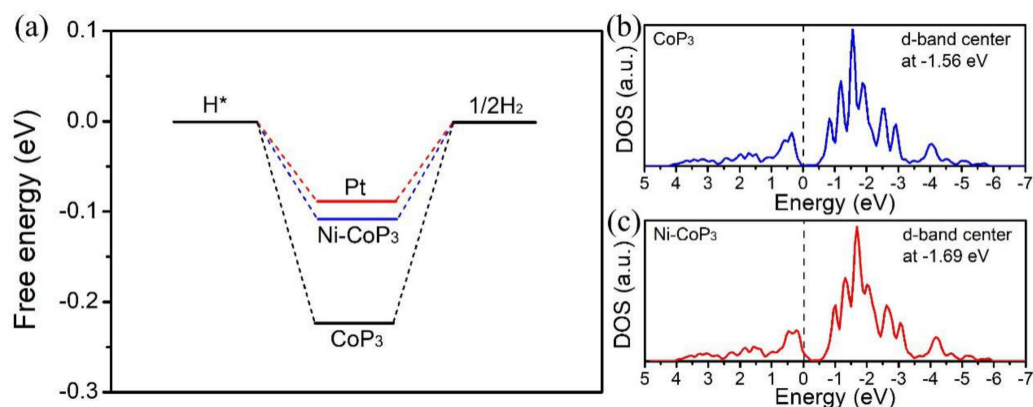 (a)
0.1
0.0
-0.1
-0.2
-0.3
Free energy (eV)
H*
1/2H₂
Pt
Ni-CoP₃
CoP₃
(b)
CoP₃
d-band center
at -1.56 eV
DOS (a.u.)
5 4 3 2 1 0 -1 -2 -3 -4 -5 -6 -7
Energy (eV)
(c)
Ni-CoP₃
d-band center
at -1.69 eV
DOS (a.u.)
5 4 3 2 1 0 -1 -2 -3 -4 -5 -6 -7
Energy (eV)